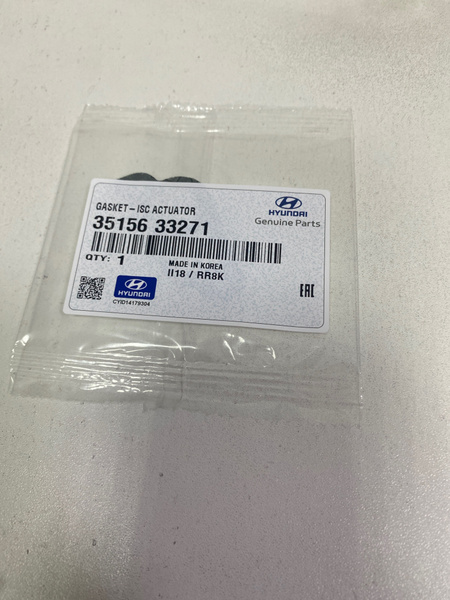 GASKET - ISC ACTUATOR
35156 33271
HYUNDAI
Genuine Parts
QTY: 1
MADE IN KOREA
II18 / RR8K
HYUNDAI
CYID14179304
EAC